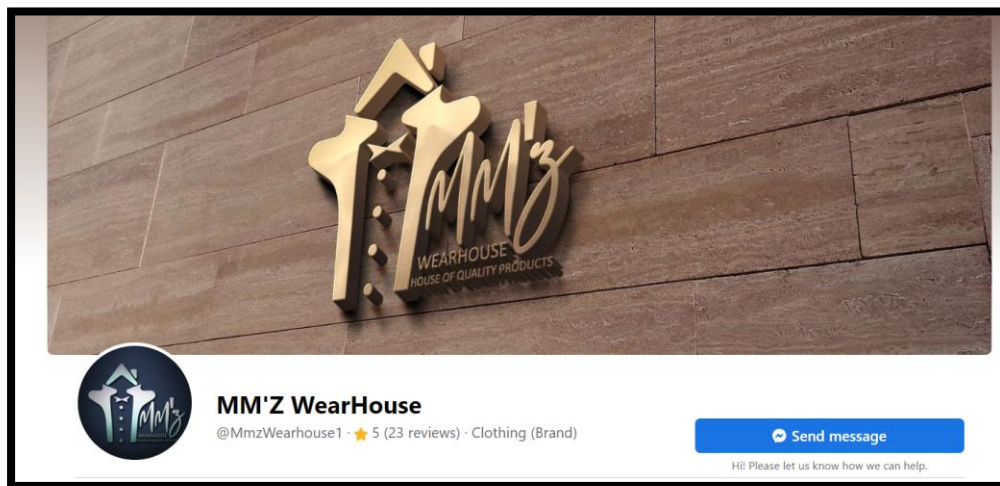 MM'z
WEARHOUSE
HOUSE OF QUALITY PRODUCTS
MM'z
MM'Z WearHouse
@MmzWearhouse1 · ⭐ 5 (23 reviews) · Clothing (Brand)
Send message
Hi! Please let us know how we can help.